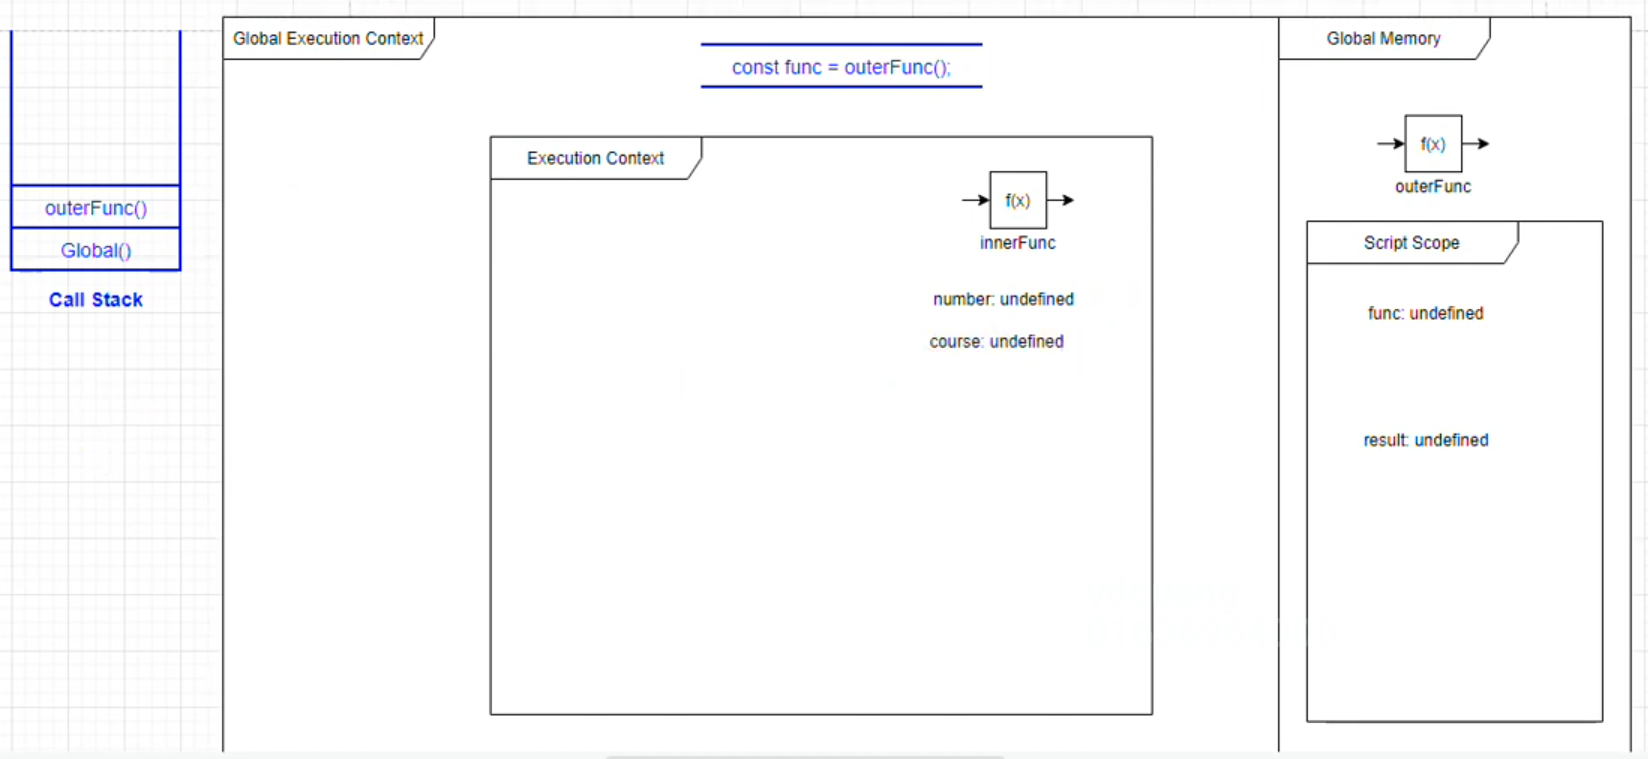 Global Execution Context
const func = outerFunc();
Global Memory
Execution Context
f(x)
outerFunc
f(x)
innerFunc
outerFunc()
Global()
Call Stack
Script Scope
number: undefined
course: undefined
func: undefined
result: undefined